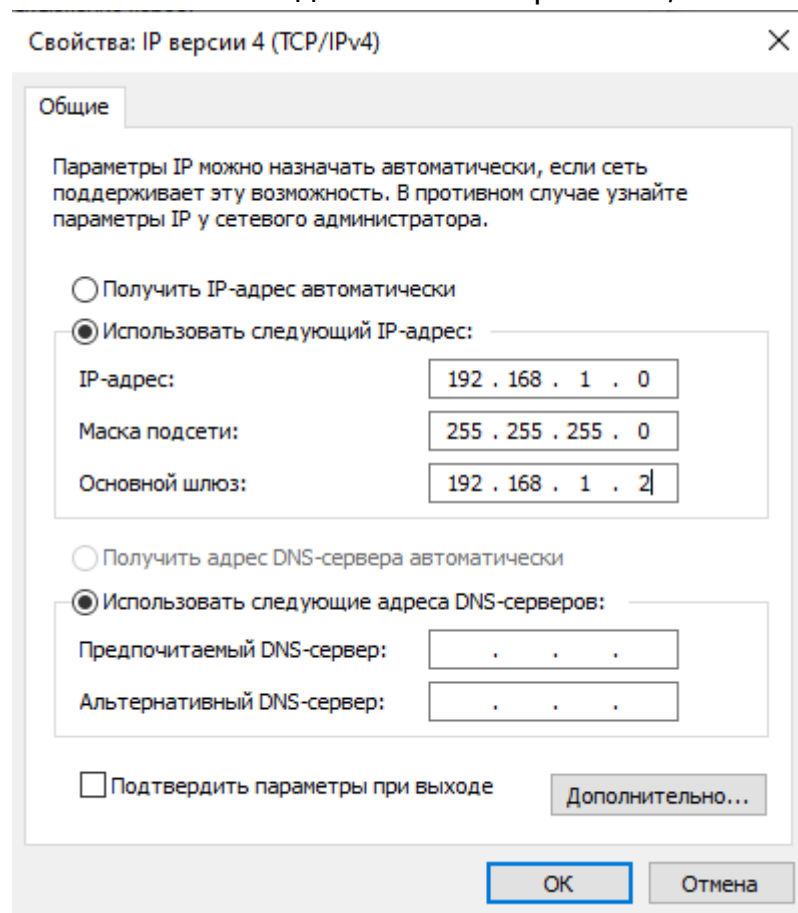 Свойства: IP версии 4 (TCP/IPv4)
Общие
Параметры IP можно назначать автоматически, если сеть
поддерживает эту возможность. В противном случае узнайте
параметры IP у сетевого администратора.
Получить IP-адрес автоматически
Использовать следующий IP-адрес:
IP-адрес: 192 . 168 . 1 . 0
Маска подсети: 255 . 255 . 255 . 0
Основной шлюз: 192 . 168 . 1 . 2
Получить адрес DNS-сервера автоматически
Использовать следующие адреса DNS-серверов:
Предпочитаемый DNS-сервер: . . .
Альтернативный DNS-сервер: . . .
Подтвердить параметры при выходе Дополнительно...
ОК Отмена